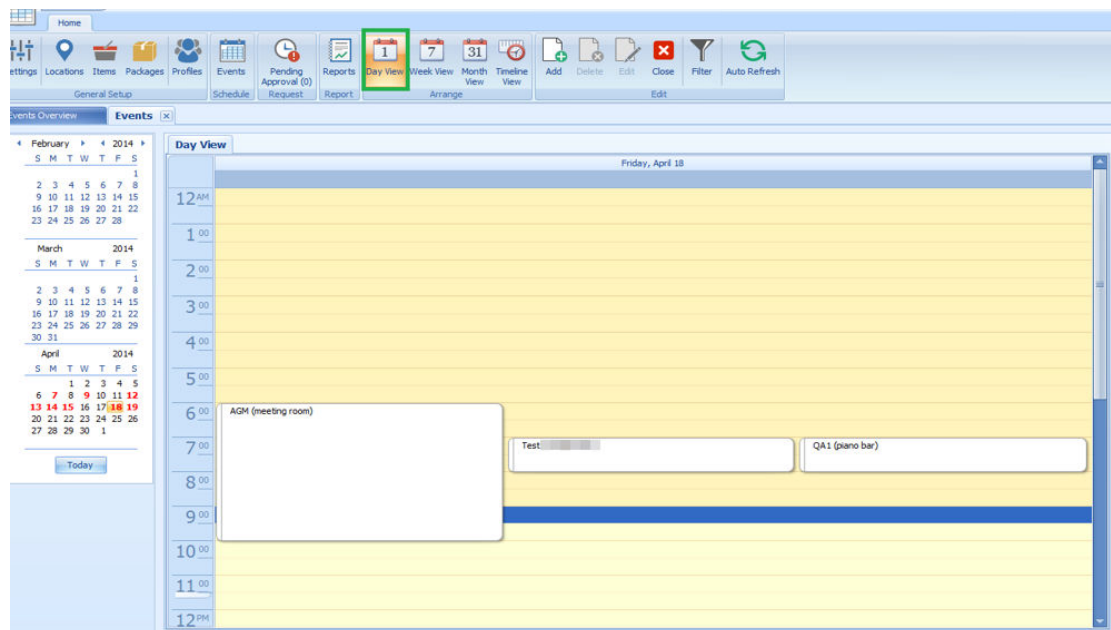 Home
ettings Locations Items Packages Profiles Events Pending Approval (0) Reports Day View Week View Month View Timeline View Add Delete Edit Close Filter Auto Refresh
General Setup Schedule Request Report Arrange Edit
Events Overview Events
February 2014
S M T W T F S
1
2 3 4 5 6 7 8
9 10 11 12 13 14 15
16 17 18 19 20 21 22
23 24 25 26 27 28
March 2014
S M T W T F S
1
2 3 4 5 6 7 8
9 10 11 12 13 14 15
16 17 18 19 20 21 22
23 24 25 26 27 28 29
30 31
April 2014
S M T W T F S
1 2 3 4 5
6 7 8 9 10 11 12
13 14 15 16 17 18 19
20 21 22 23 24 25 26
27 28 29 30 1
Today
Day View
Friday, April 18
12 AM
1 00
2 00
3 00
4 00
5 00
6 00 AGM (meeting room)
7 00 Test QA1 (piano bar)
8 00
9 00
10 00
11 00
12 PM